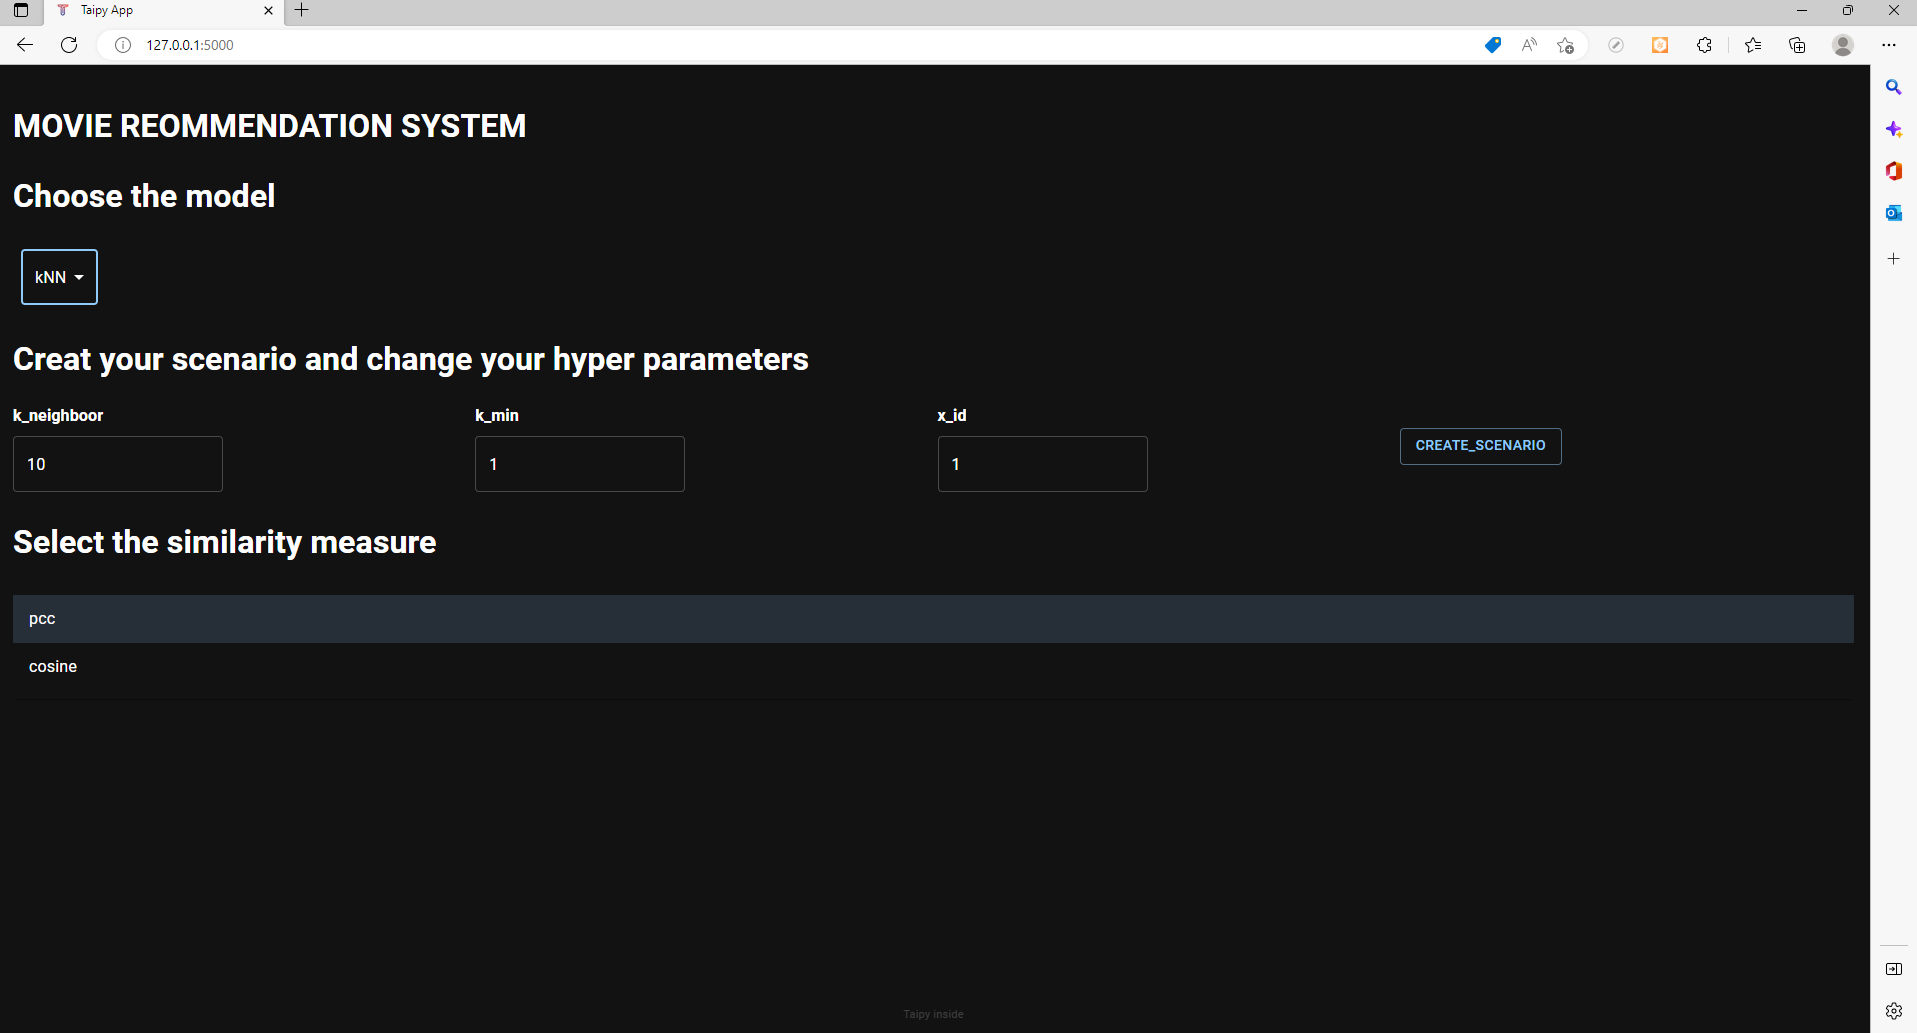 Taipy App
127.0.0.1:5000
MOVIE REOMMENDATION SYSTEM
Choose the model
kNN
Creat your scenario and change your hyper parameters
k_neighboor k_min x_id
10 1 1 CREATE_SCENARIO
Select the similarity measure
pcc
cosine
Taipy inside